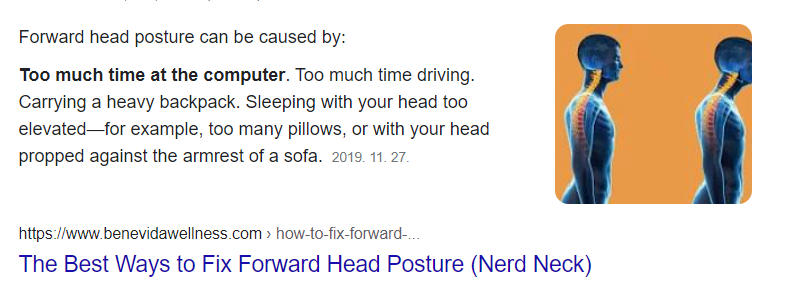 Forward head posture can be caused by:
Too much time at the computer. Too much time driving.
Carrying a heavy backpack. Sleeping with your head too
elevated—for example, too many pillows, or with your head
propped against the armrest of a sofa. 2019. 11. 27.
https://www.benevidawellness.com › how-to-fix-forward-...
The Best Ways to Fix Forward Head Posture (Nerd Neck)